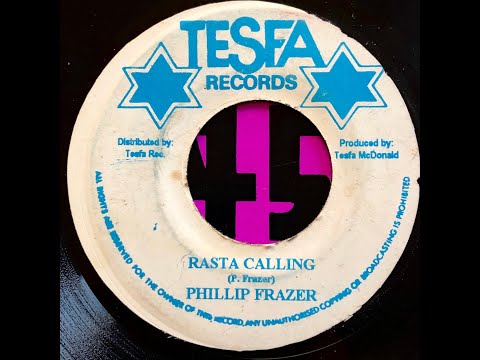 TESFA
RECORDS
Distributed by:
Tesfa Rec.
Produced by:
Tesfa McDonald
45
RASTA CALLING
(P. Frazer)
PHILLIP FRAZER
ALL RIGHTS ARE RESERVED FOR THE OWNER OF THIS RECORD, ANY UNAUTHORISED COPYING OR BROADCASTING IS PROHIBITED